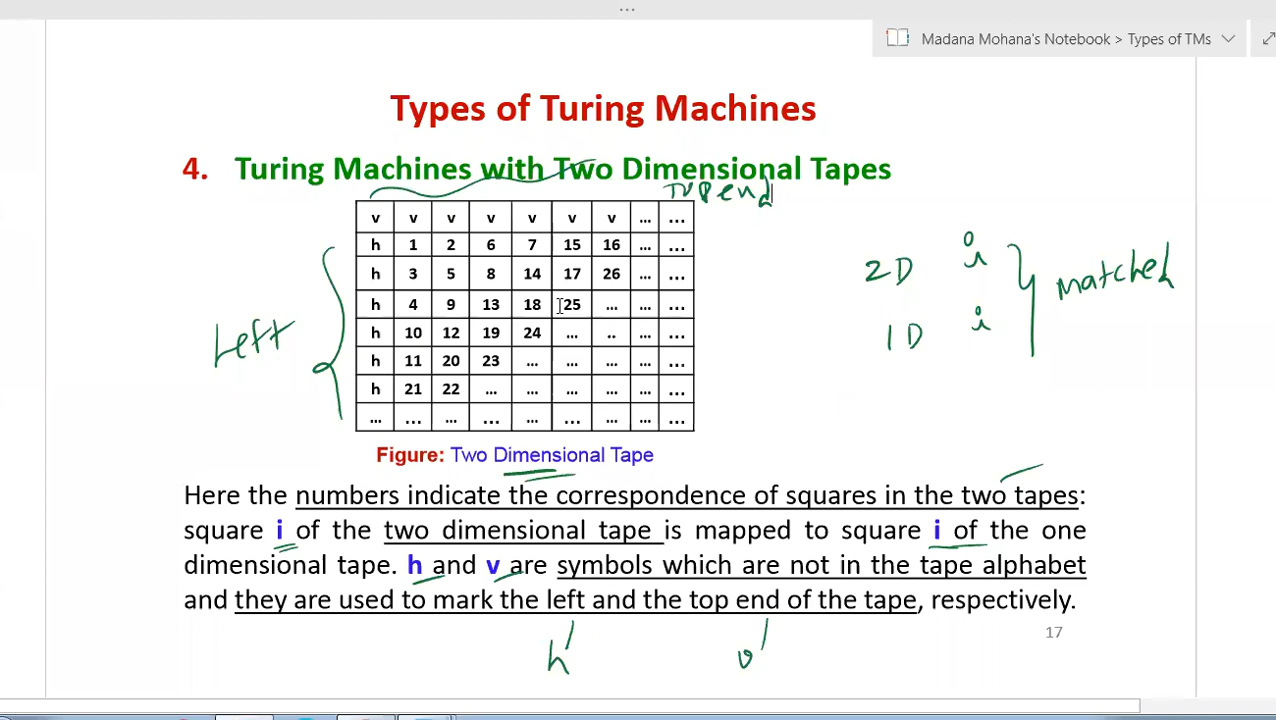 ...
Madana Mohana's Notebook > Types of TMs
Types of Turing Machines
4. Turing Machines with Two Dimensional Tapes
Top end
v v v v v v v ... ...
h 1 2 6 7 15 16 ... ...
h 3 5 8 14 17 26 ... ...
h 4 9 13 18 25 ... ... ...
h 10 12 19 24 ... .. ... ...
h 11 20 23 ... ... ... ... ...
h 21 22 ... ... ... ... ... ...
... ... ... ... ... ... ... ... ...
Left
2D i
1D i
matched
Figure: Two Dimensional Tape
Here the numbers indicate the correspondence of squares in the two tapes:
square i of the two dimensional tape is mapped to square i of the one
dimensional tape. h and v are symbols which are not in the tape alphabet
and they are used to mark the left and the top end of the tape, respectively.
17
h v